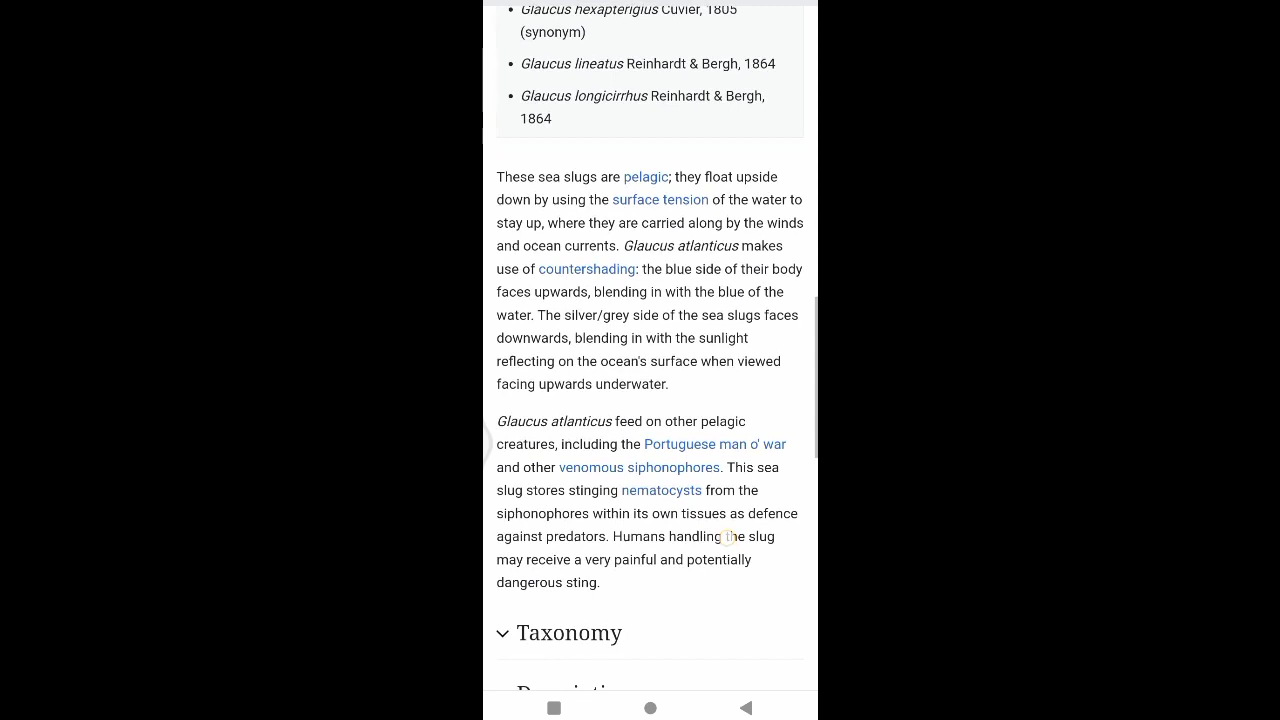 • Glaucus hexapterigius Cuvier, 1805
(synonym)
• Glaucus lineatus Reinhardt & Bergh, 1864
• Glaucus longicirrhus Reinhardt & Bergh,
1864
These sea slugs are pelagic; they float upside
down by using the surface tension of the water to
stay up, where they are carried along by the winds
and ocean currents. Glaucus atlanticus makes
use of countershading: the blue side of their body
faces upwards, blending in with the blue of the
water. The silver/grey side of the sea slugs faces
downwards, blending in with the sunlight
reflecting on the ocean's surface when viewed
facing upwards underwater.
Glaucus atlanticus feed on other pelagic
creatures, including the Portuguese man o' war
and other venomous siphonophores. This sea
slug stores stinging nematocysts from the
siphonophores within its own tissues as defence
against predators. Humans handling the slug
may receive a very painful and potentially
dangerous sting.
Taxonomy